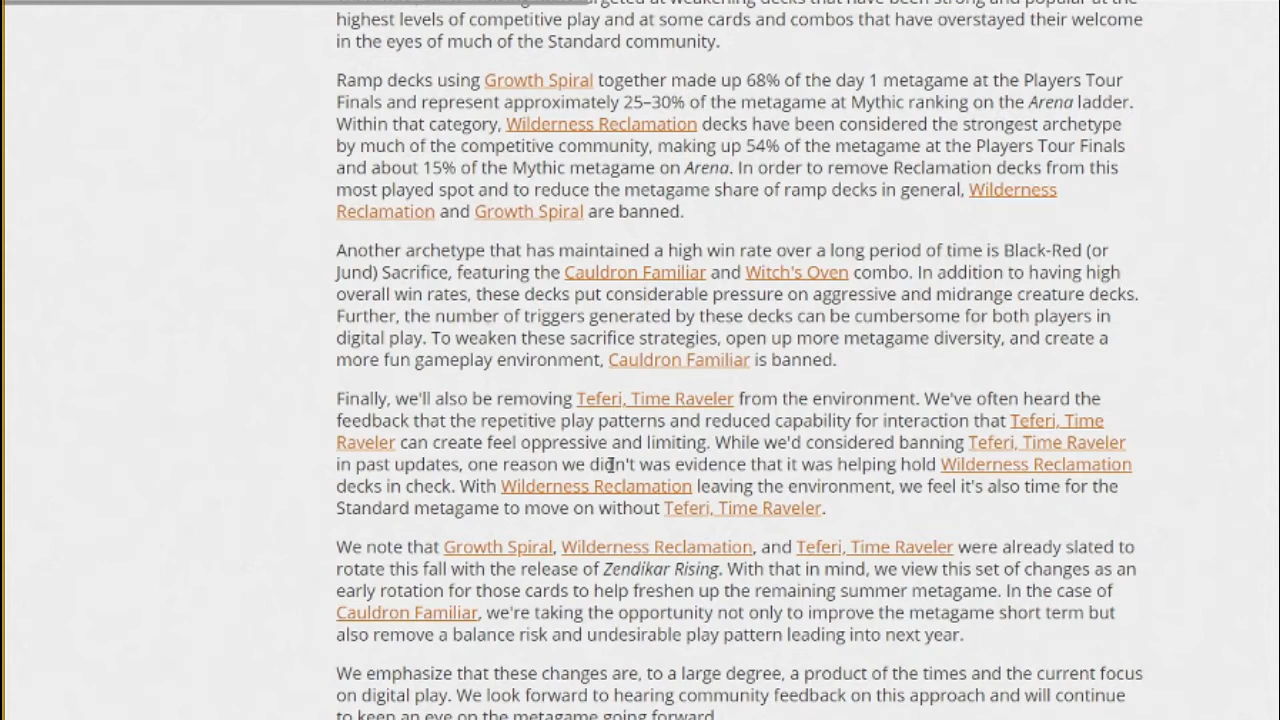 highest levels of competitive play and at some cards and combos that have overstayed their welcome
in the eyes of much of the Standard community.
Ramp decks using Growth Spiral together made up 68% of the day 1 metagame at the Players Tour
Finals and represent approximately 25–30% of the metagame at Mythic ranking on the Arena ladder.
Within that category, Wilderness Reclamation decks have been considered the strongest archetype
by much of the competitive community, making up 54% of the metagame at the Players Tour Finals
and about 15% of the Mythic metagame on Arena. In order to remove Reclamation decks from this
most played spot and to reduce the metagame share of ramp decks in general, Wilderness
Reclamation and Growth Spiral are banned.
Another archetype that has maintained a high win rate over a long period of time is Black-Red (or
Jund) Sacrifice, featuring the Cauldron Familiar and Witch's Oven combo. In addition to having high
overall win rates, these decks put considerable pressure on aggressive and midrange creature decks.
Further, the number of triggers generated by these decks can be cumbersome for both players in
digital play. To weaken these sacrifice strategies, open up more metagame diversity, and create a
more fun gameplay environment, Cauldron Familiar is banned.
Finally, we'll also be removing Teferi, Time Raveler from the environment. We've often heard the
feedback that the repetitive play patterns and reduced capability for interaction that Teferi, Time
Raveler can create feel oppressive and limiting. While we'd considered banning Teferi, Time Raveler
in past updates, one reason we didn't was evidence that it was helping hold Wilderness Reclamation
decks in check. With Wilderness Reclamation leaving the environment, we feel it's also time for the
Standard metagame to move on without Teferi, Time Raveler.
We note that Growth Spiral, Wilderness Reclamation, and Teferi, Time Raveler were already slated to
rotate this fall with the release of Zendikar Rising. With that in mind, we view this set of changes as an
early rotation for those cards to help freshen up the remaining summer metagame. In the case of
Cauldron Familiar, we're taking the opportunity not only to improve the metagame short term but
also remove a balance risk and undesirable play pattern leading into next year.
We emphasize that these changes are, to a large degree, a product of the times and the current focus
on digital play. We look forward to hearing community feedback on this approach and will continue
to keep an eye on the metagame going forward.